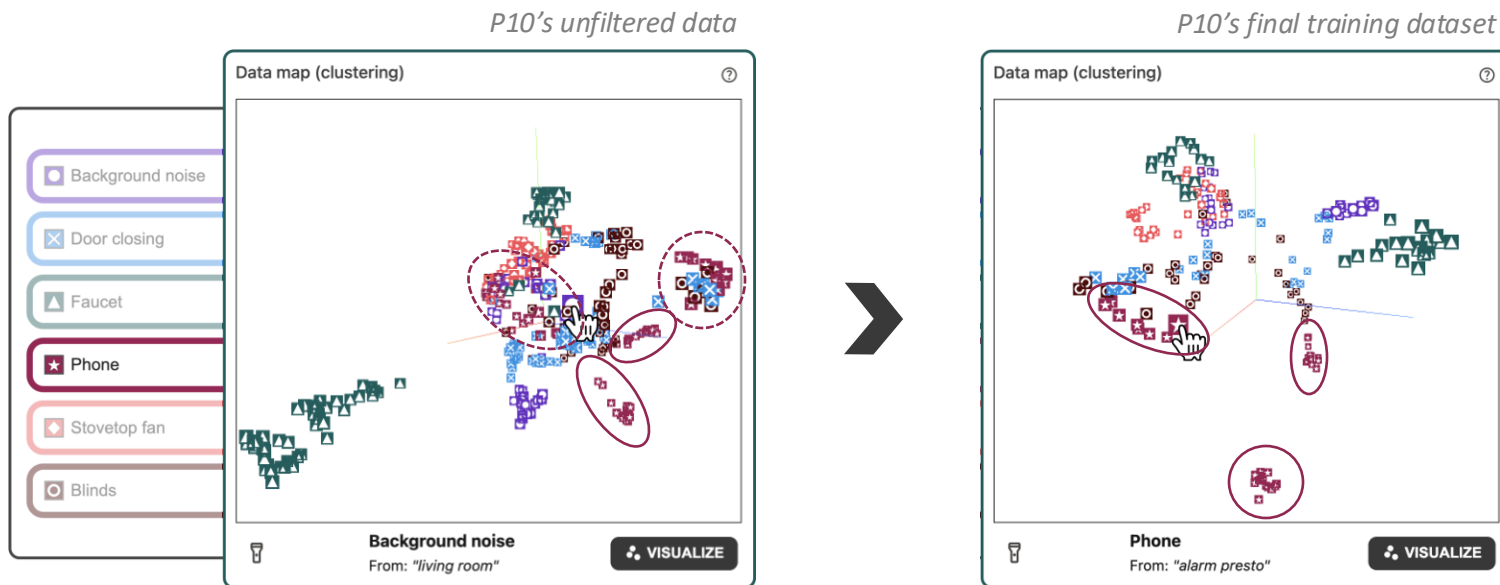 P10’s unfiltered data
P10’s final training dataset
Data map (clustering)
?
Background noise
Door closing
Faucet
Phone
Stovetop fan
Blinds
Background noise
From: "living room"
VISUALIZE
Data map (clustering)
?
Phone
From: "alarm presto"
VISUALIZE